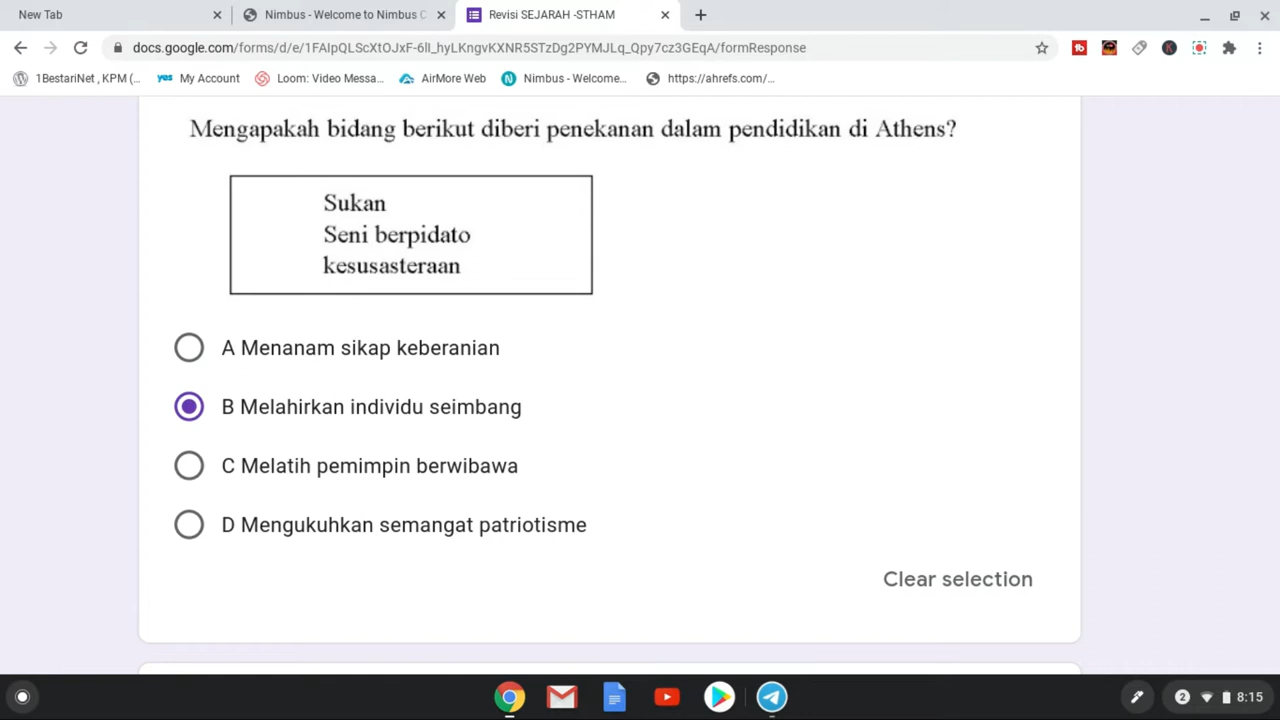 New Tab
Nimbus - Welcome to Nimbus C
Revisi SEJARAH -STHAM
docs.google.com/forms/d/e/1FAIpQLScXtOJxF-6ll_hyLKngvKXNR5STzDg2PYMJLq_Qpy7cz3GEqA/formResponse
1BestariNet , KPM (...
yes My Account
Loom: Video Messa...
AirMore Web
N Nimbus - Welcome...
https://ahrefs.com/...
Mengapakah bidang berikut diberi penekanan dalam pendidikan di Athens?
Sukan
Seni berpidato
kesusasteraan
A Menanam sikap keberanian
B Melahirkan individu seimbang
C Melatih pemimpin berwibawa
D Mengukuhkan semangat patriotisme
Clear selection
2 8:15